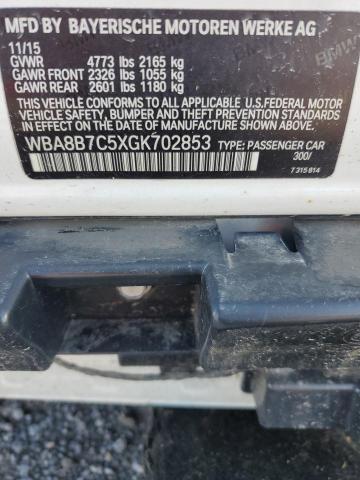 MFD BY BAYERISCHE MOTOREN WERKE AG
11/15
GVWR 4773 lbs 2165 kg
GAWR FRONT 2326 lbs 1055 kg
GAWR REAR 2601 lbs 1180 kg
THIS VEHICLE CONFORMS TO ALL APPLICABLE U.S.FEDERAL MOTOR
VEHICLE SAFETY, BUMPER AND THEFT PREVENTION STANDARDS
IN EFFECT ON THE DATE OF MANUFACTURE SHOWN ABOVE.
WBA8B7C5XGK702853 TYPE: PASSENGER CAR
300/
7 315 814